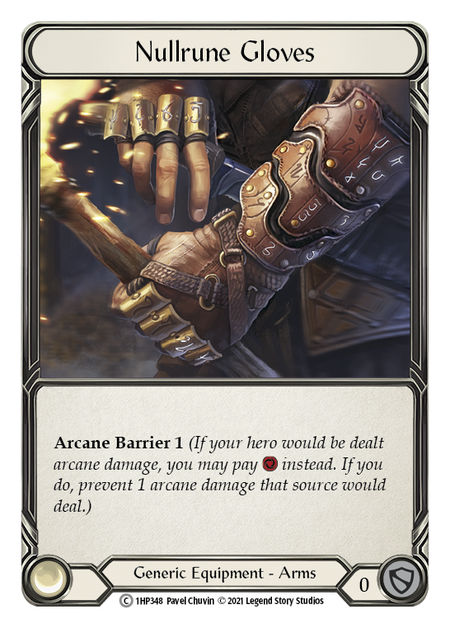 Nullrune Gloves
Arcane Barrier 1 (If your hero would be dealt
arcane damage, you may pay instead. If you
do, prevent 1 arcane damage that source would
deal.)
Generic Equipment - Arms
0
C 1HP348 Pavel Chuvin © 2021 Legend Story Studios